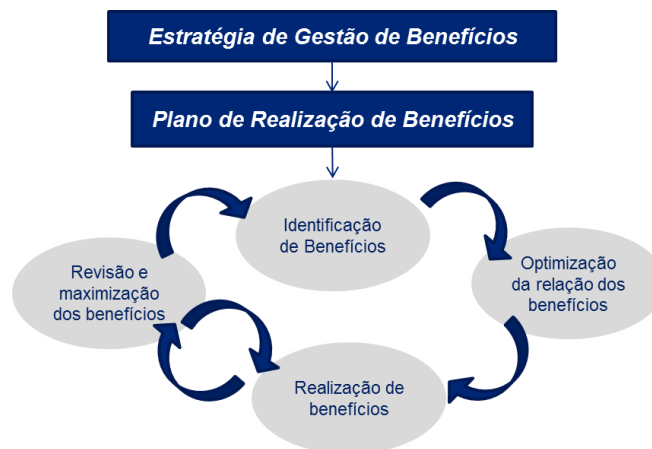 Estratégia de Gestão de Benefícios
Plano de Realização de Benefícios
Identificação
de Benefícios
Optimização
da relação dos
benefícios
Revisão e
maximização
dos benefícios
Realização de
benefícios